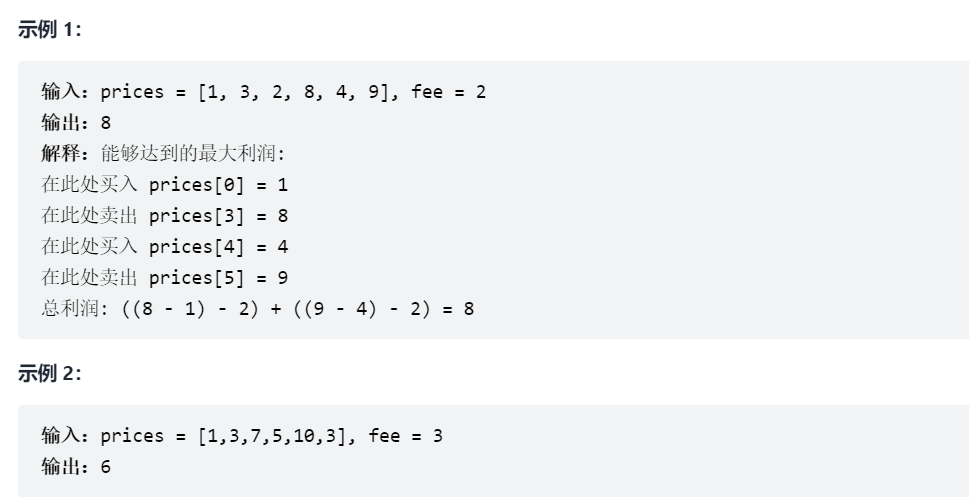 示例 1：
输入：prices = [1, 3, 2, 8, 4, 9], fee = 2
输出：8
解释：能够达到的最大利润:
在此处买入 prices[0] = 1
在此处卖出 prices[3] = 8
在此处买入 prices[4] = 4
在此处卖出 prices[5] = 9
总利润: ((8 - 1) - 2) + ((9 - 4) - 2) = 8
示例 2：
输入：prices = [1,3,7,5,10,3], fee = 3
输出：6